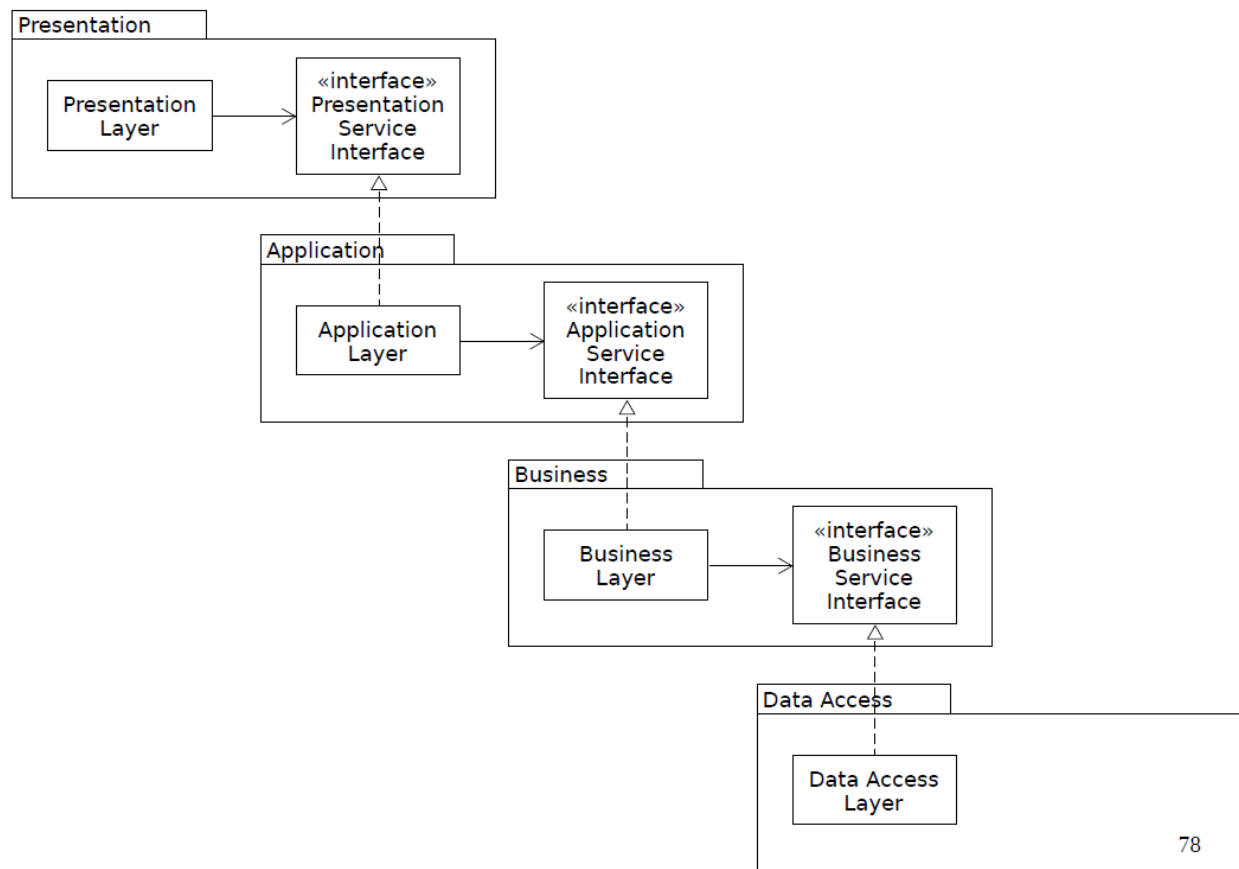 Presentation
Presentation
Layer
«interface»
Presentation
Service
Interface
Application
Application
Layer
«interface»
Application
Service
Interface
Business
Business
Layer
«interface»
Business
Service
Interface
Data Access
Data Access
Layer
78